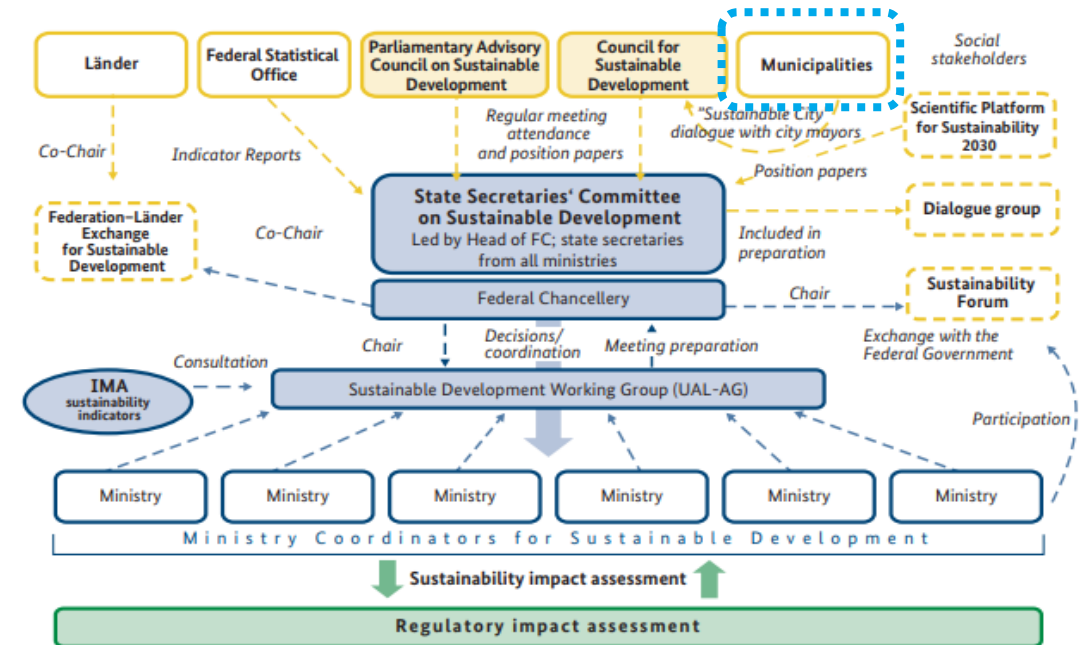 Länder
Federal Statistical
Office
Parliamentary Advisory
Council on Sustainable
Development
Council for
Sustainable
Development
Municipalities
Social
stakeholders
Co-Chair
Indicator Reports
Regular meeting
attendance
and position papers
"Sustainable City"
dialogue with city mayors
Scientific Platform
for Sustainability
2030
Position papers
Federation–Länder
Exchange
for Sustainable
Development
Co-Chair
State Secretaries‘ Committee
on Sustainable Development
Led by Head of FC; state secretaries
from all ministries
Included in
preparation
Dialogue group
Federal Chancellery
Chair
Sustainability
Forum
Exchange with the
Federal Government
Chair
Decisions/
coordination
Meeting preparation
Consultation
IMA
sustainability
indicators
Sustainable Development Working Group (UAL-AG)
Participation
Ministry
Ministry
Ministry
Ministry
Ministry
Ministry
Ministry Coordinators for Sustainable Development
Sustainability impact assessment
Regulatory impact assessment